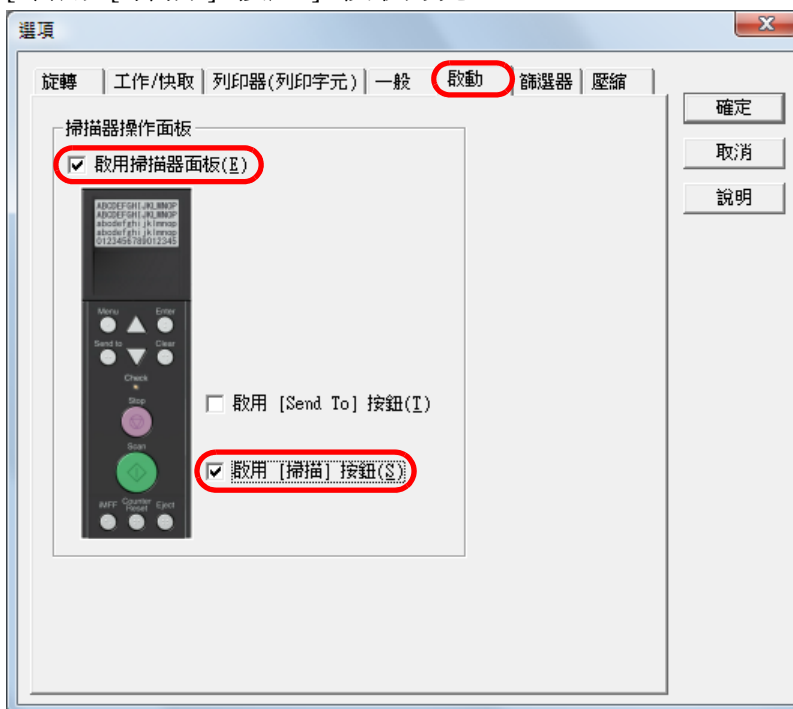 選項
旋轉 工作/快取 列印器(列印字元) 一般 啟動 篩選器 壓縮
確定
取消
說明
掃描器操作面板
啟用掃描器面板(E)
ABCDEFGHIJKLMNOP
ABCDEFGHIJKLMNOP
abcdefghijklmnop
abcdefghijklmnop
0123456789012345
Menu Enter
Send to Clear
Check
Stop
啟用 [Send To] 按鈕(T)
Scan
啟用 [掃描] 按鈕(S)
IMFF Counter Reset Eject